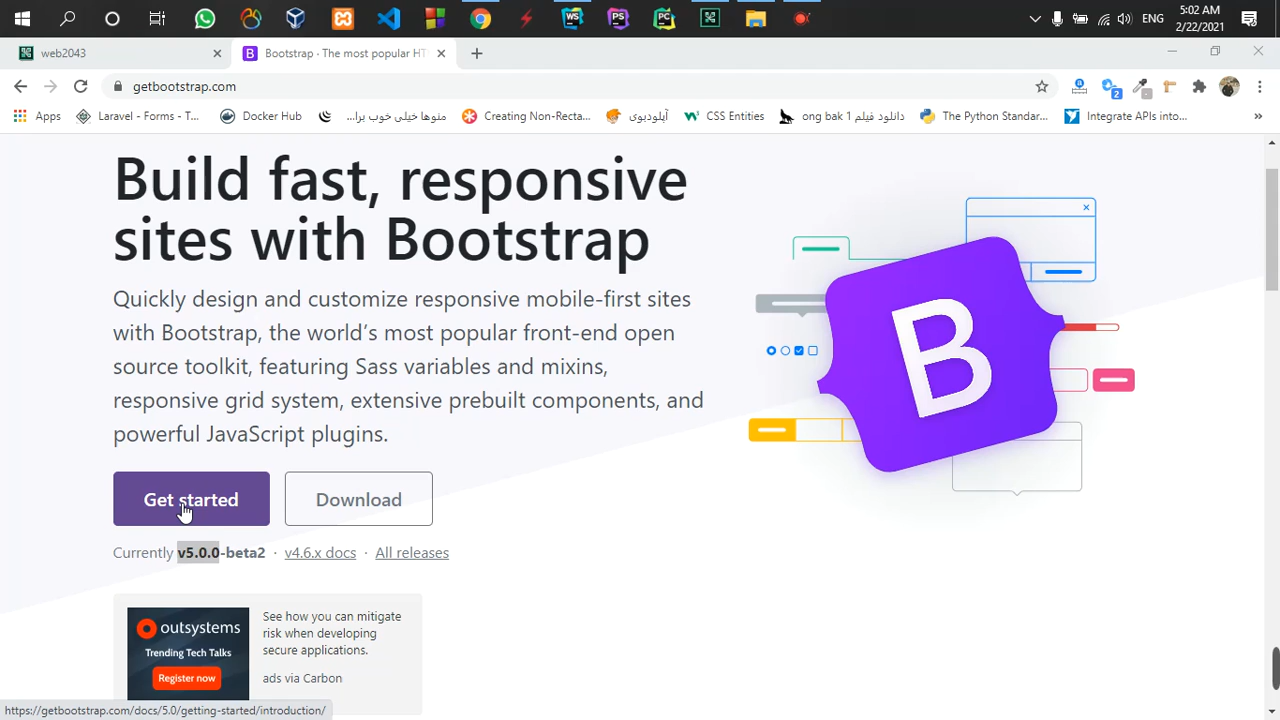 5:02 AM
ENG
2/22/2021
web2043
Bootstrap · The most popular HT
getbootstrap.com
2
Apps
Laravel - Forms - T...
Docker Hub
منوها خیلی خوب یرا...
Creating Non-Recta...
آپلودبوی
CSS Entities
دانلود فیلم ong bak 1
The Python Standar...
Integrate APIs into...
»
Build fast, responsive
sites with Bootstrap
Quickly design and customize responsive mobile-first sites
with Bootstrap, the world’s most popular front-end open
source toolkit, featuring Sass variables and mixins,
responsive grid system, extensive prebuilt components, and
powerful JavaScript plugins.
B
Get started
Download
Currently v5.0.0-beta2 · v4.6.x docs · All releases
outsystems
Trending Tech Talks
Register now
See how you can mitigate
risk when developing
secure applications.
ads via Carbon
https://getbootstrap.com/docs/5.0/getting-started/introduction/